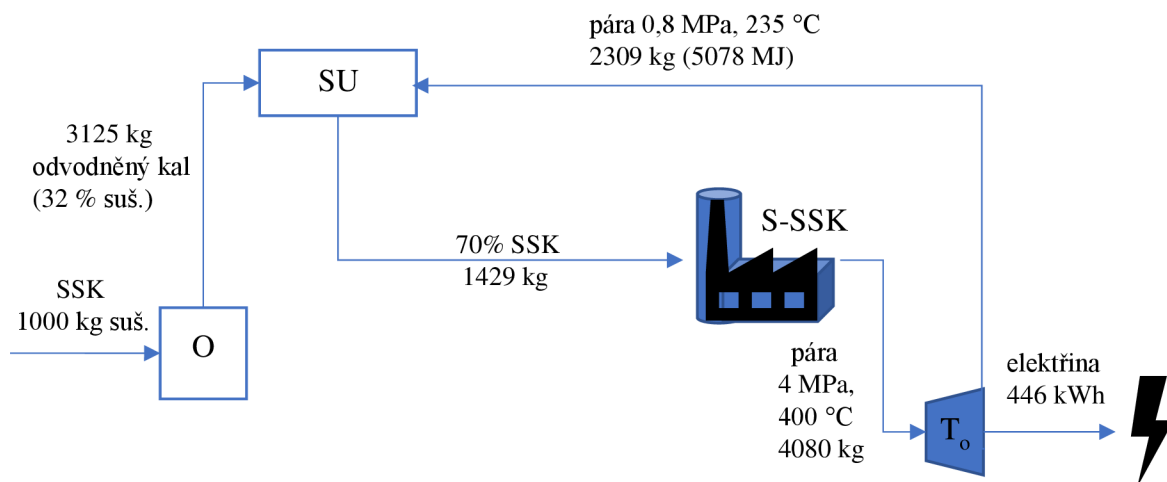 pára 0,8 MPa, 235 °C
2309 kg (5078 MJ)
SU
3125 kg
odvodněný kal
(32 % suš.)
S-SSK
70% SSK
1429 kg
SSK
1000 kg suš.
O
pára
4 MPa,
400 °C
4080 kg
elektřina
446 kWh
To